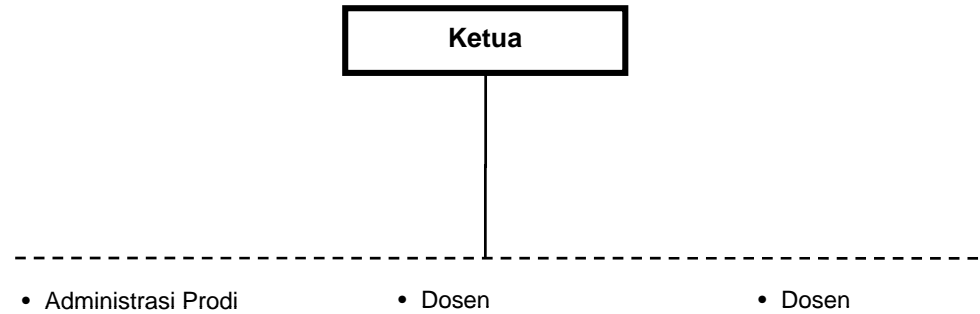 Ketua
• Administrasi Prodi
• Dosen
• Dosen